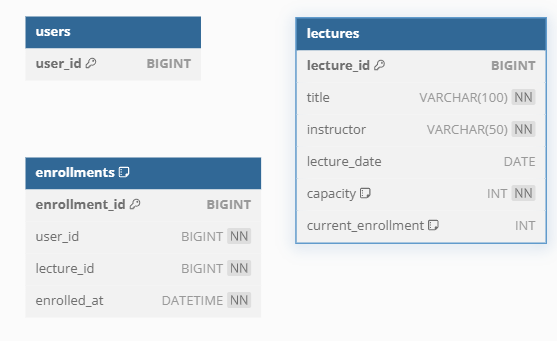 users
user_id BIGINT
enrollments
enrollment_id BIGINT
user_id BIGINT NN
lecture_id BIGINT NN
enrolled_at DATETIME NN
lectures
lecture_id BIGINT
title VARCHAR(100) NN
instructor VARCHAR(50) NN
lecture_date DATE
capacity INT NN
current_enrollment INT